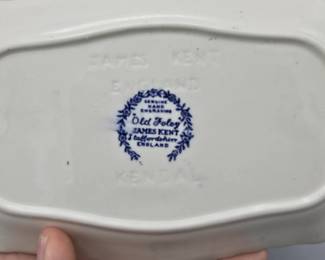 JAMES KENT
ENGLAND
GENUINE
HAND
ENGRAVING
"Old Foley"
JAMES KENT
Staffordshire
ENGLAND
KENDAL